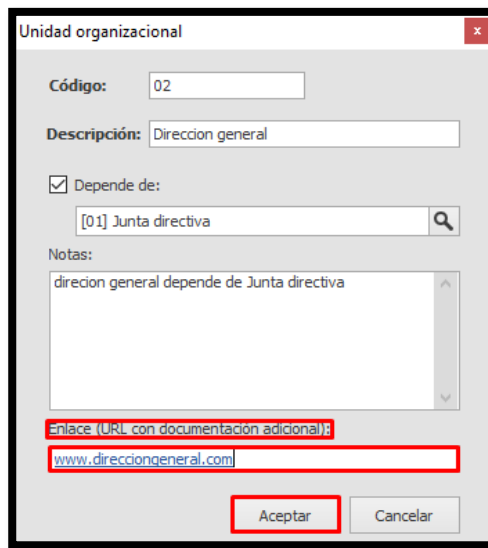 Unidad organizacional
x
Código: 02
Descripción: Direccion general
Depende de:
[01] Junta directiva
Notas:
direcion general depende de Junta directiva
Enlace (URL con documentación adicional):
www.direcciongeneral.com
Aceptar Cancelar